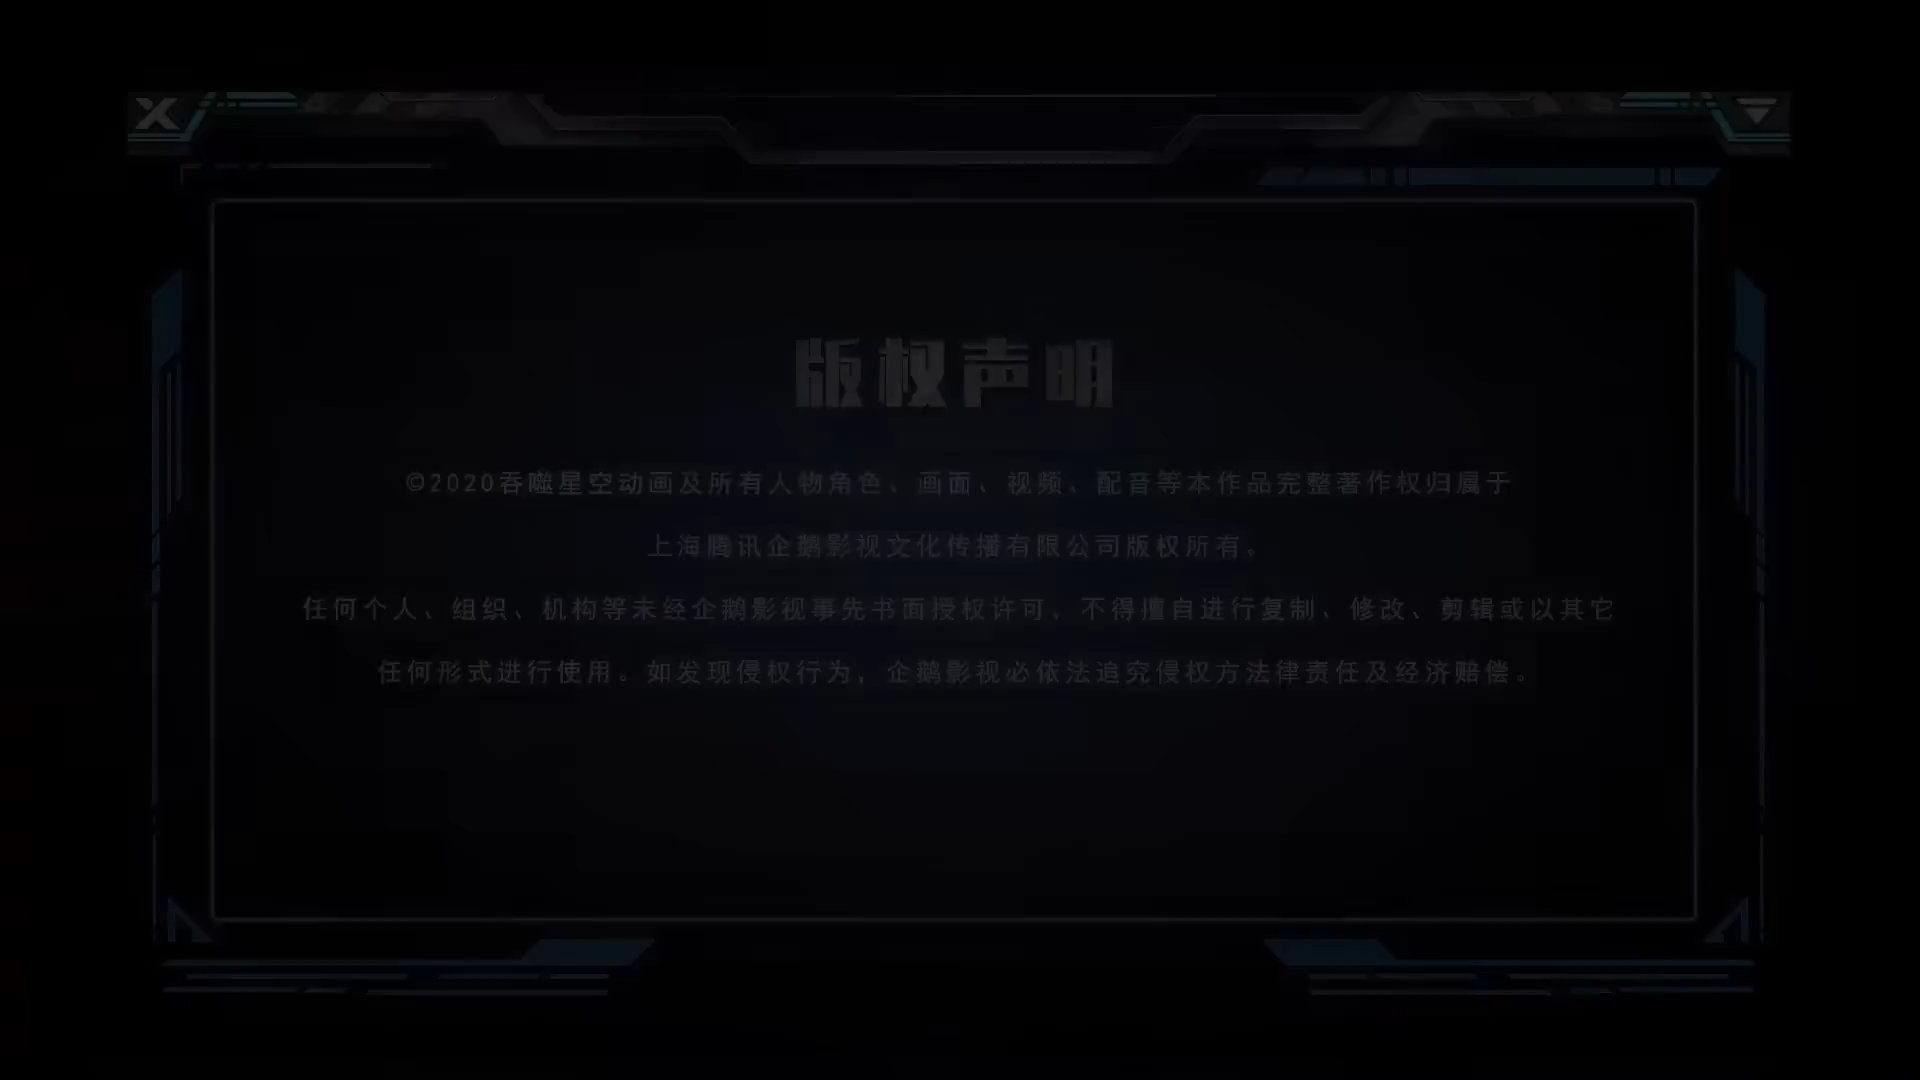 版权声明
©2020吞噬星空动画及所有人物角色、画面、视频、配音等本作品完整著作权归属于
上海腾讯企鹅影视文化传播有限公司版权所有。
任何个人、组织、机构等未经企鹅影视事先书面授权许可，不得擅自进行复制、修改、剪辑或以其它
任何形式进行使用。如发现侵权行为，企鹅影视必依法追究侵权方法律责任及经济赔偿。